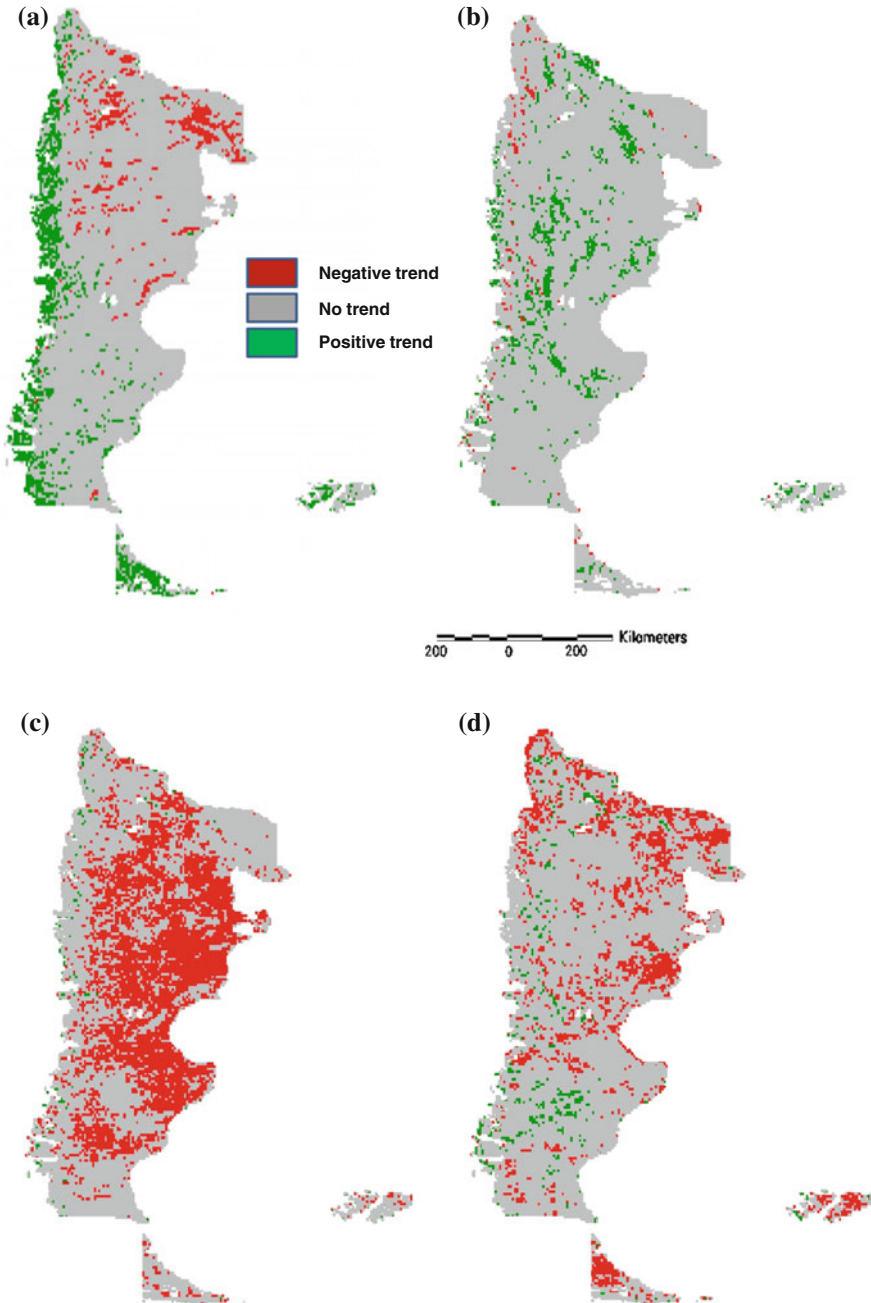 (a)
(b)
Negative trend
No trend
Positive trend
Kilometers
200 0 200
(c)
(d)